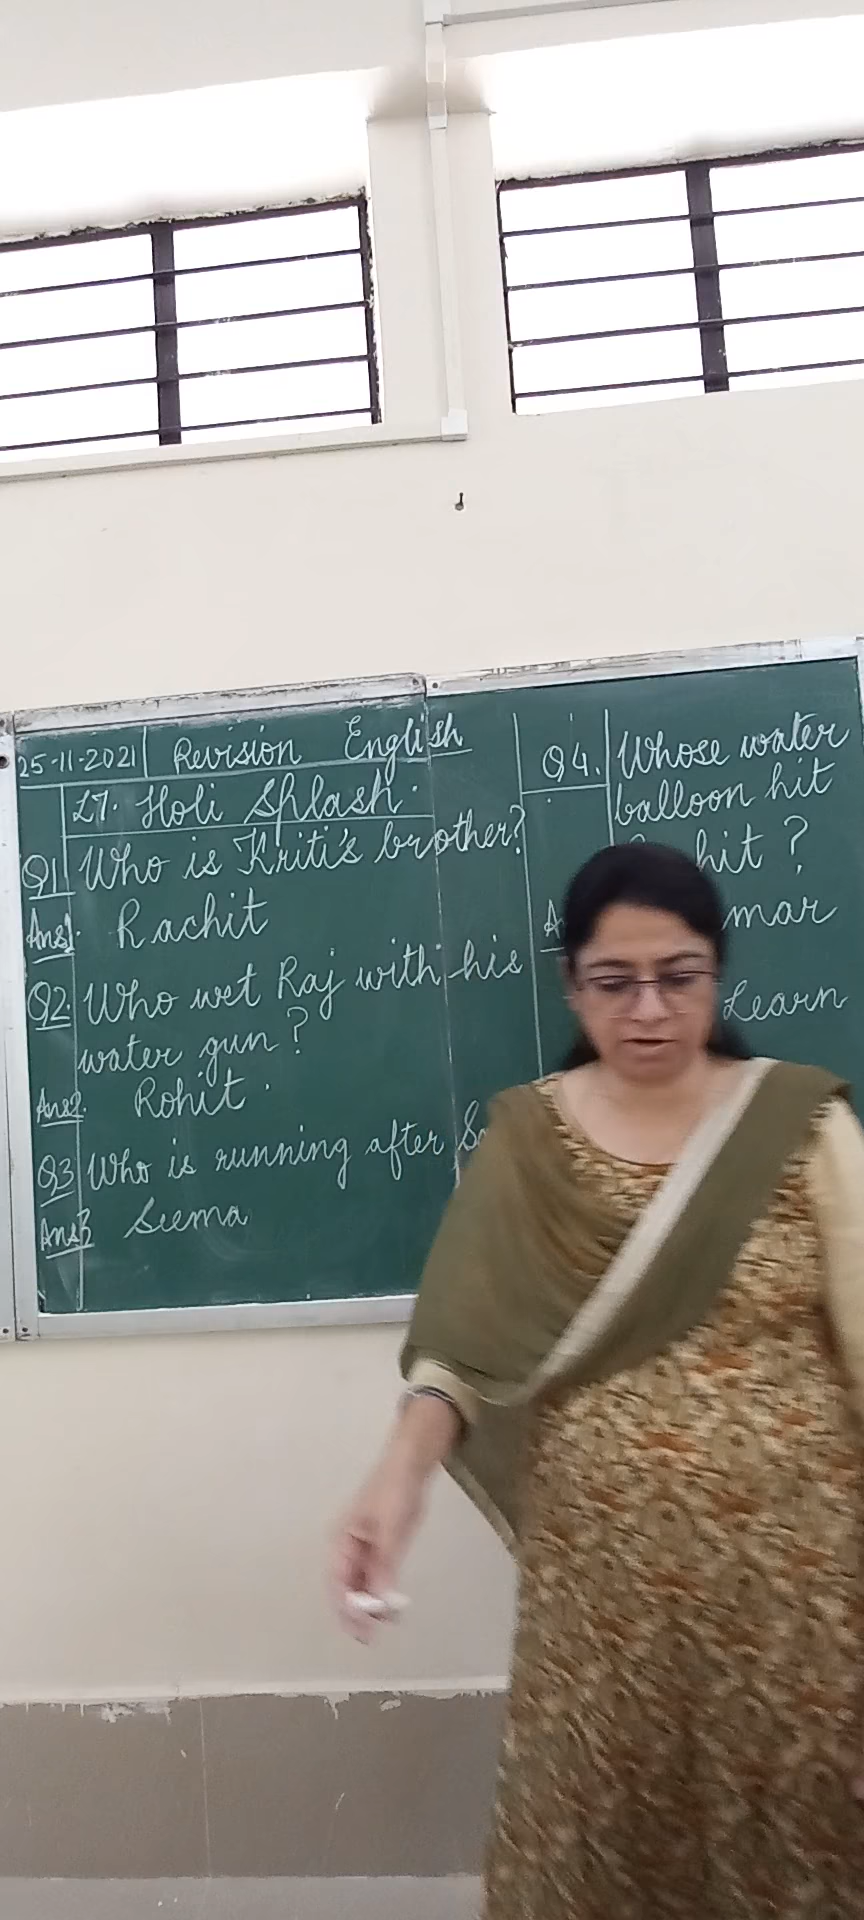 25-11-2021 Revision English
L7. Holi Splash.
Q1 Who is Kriti's brother?
Ans1. Rachit
Q2 Who wet Raj with his
water gun?
Ans2. Rohit.
Q3 Who is running after
Ans3 Seema
Q4. Whose water
balloon hit
hit?
Learn